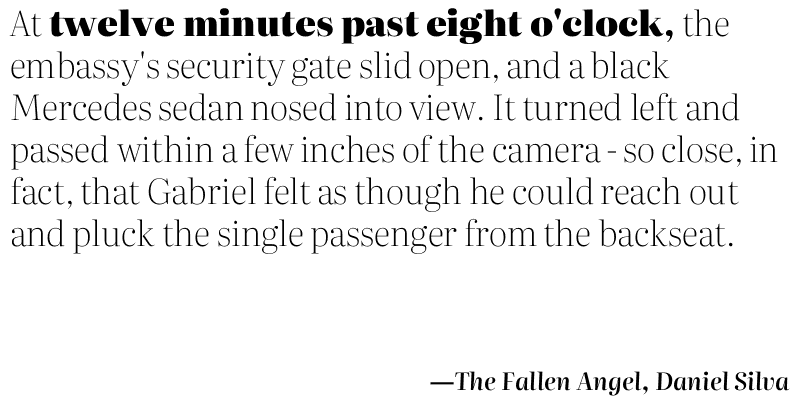 At twelve minutes past eight o'clock, the
embassy's security gate slid open, and a black
Mercedes sedan nosed into view. It turned left and
passed within a few inches of the camera - so close, in
fact, that Gabriel felt as though he could reach out
and pluck the single passenger from the backseat.
—The Fallen Angel, Daniel Silva